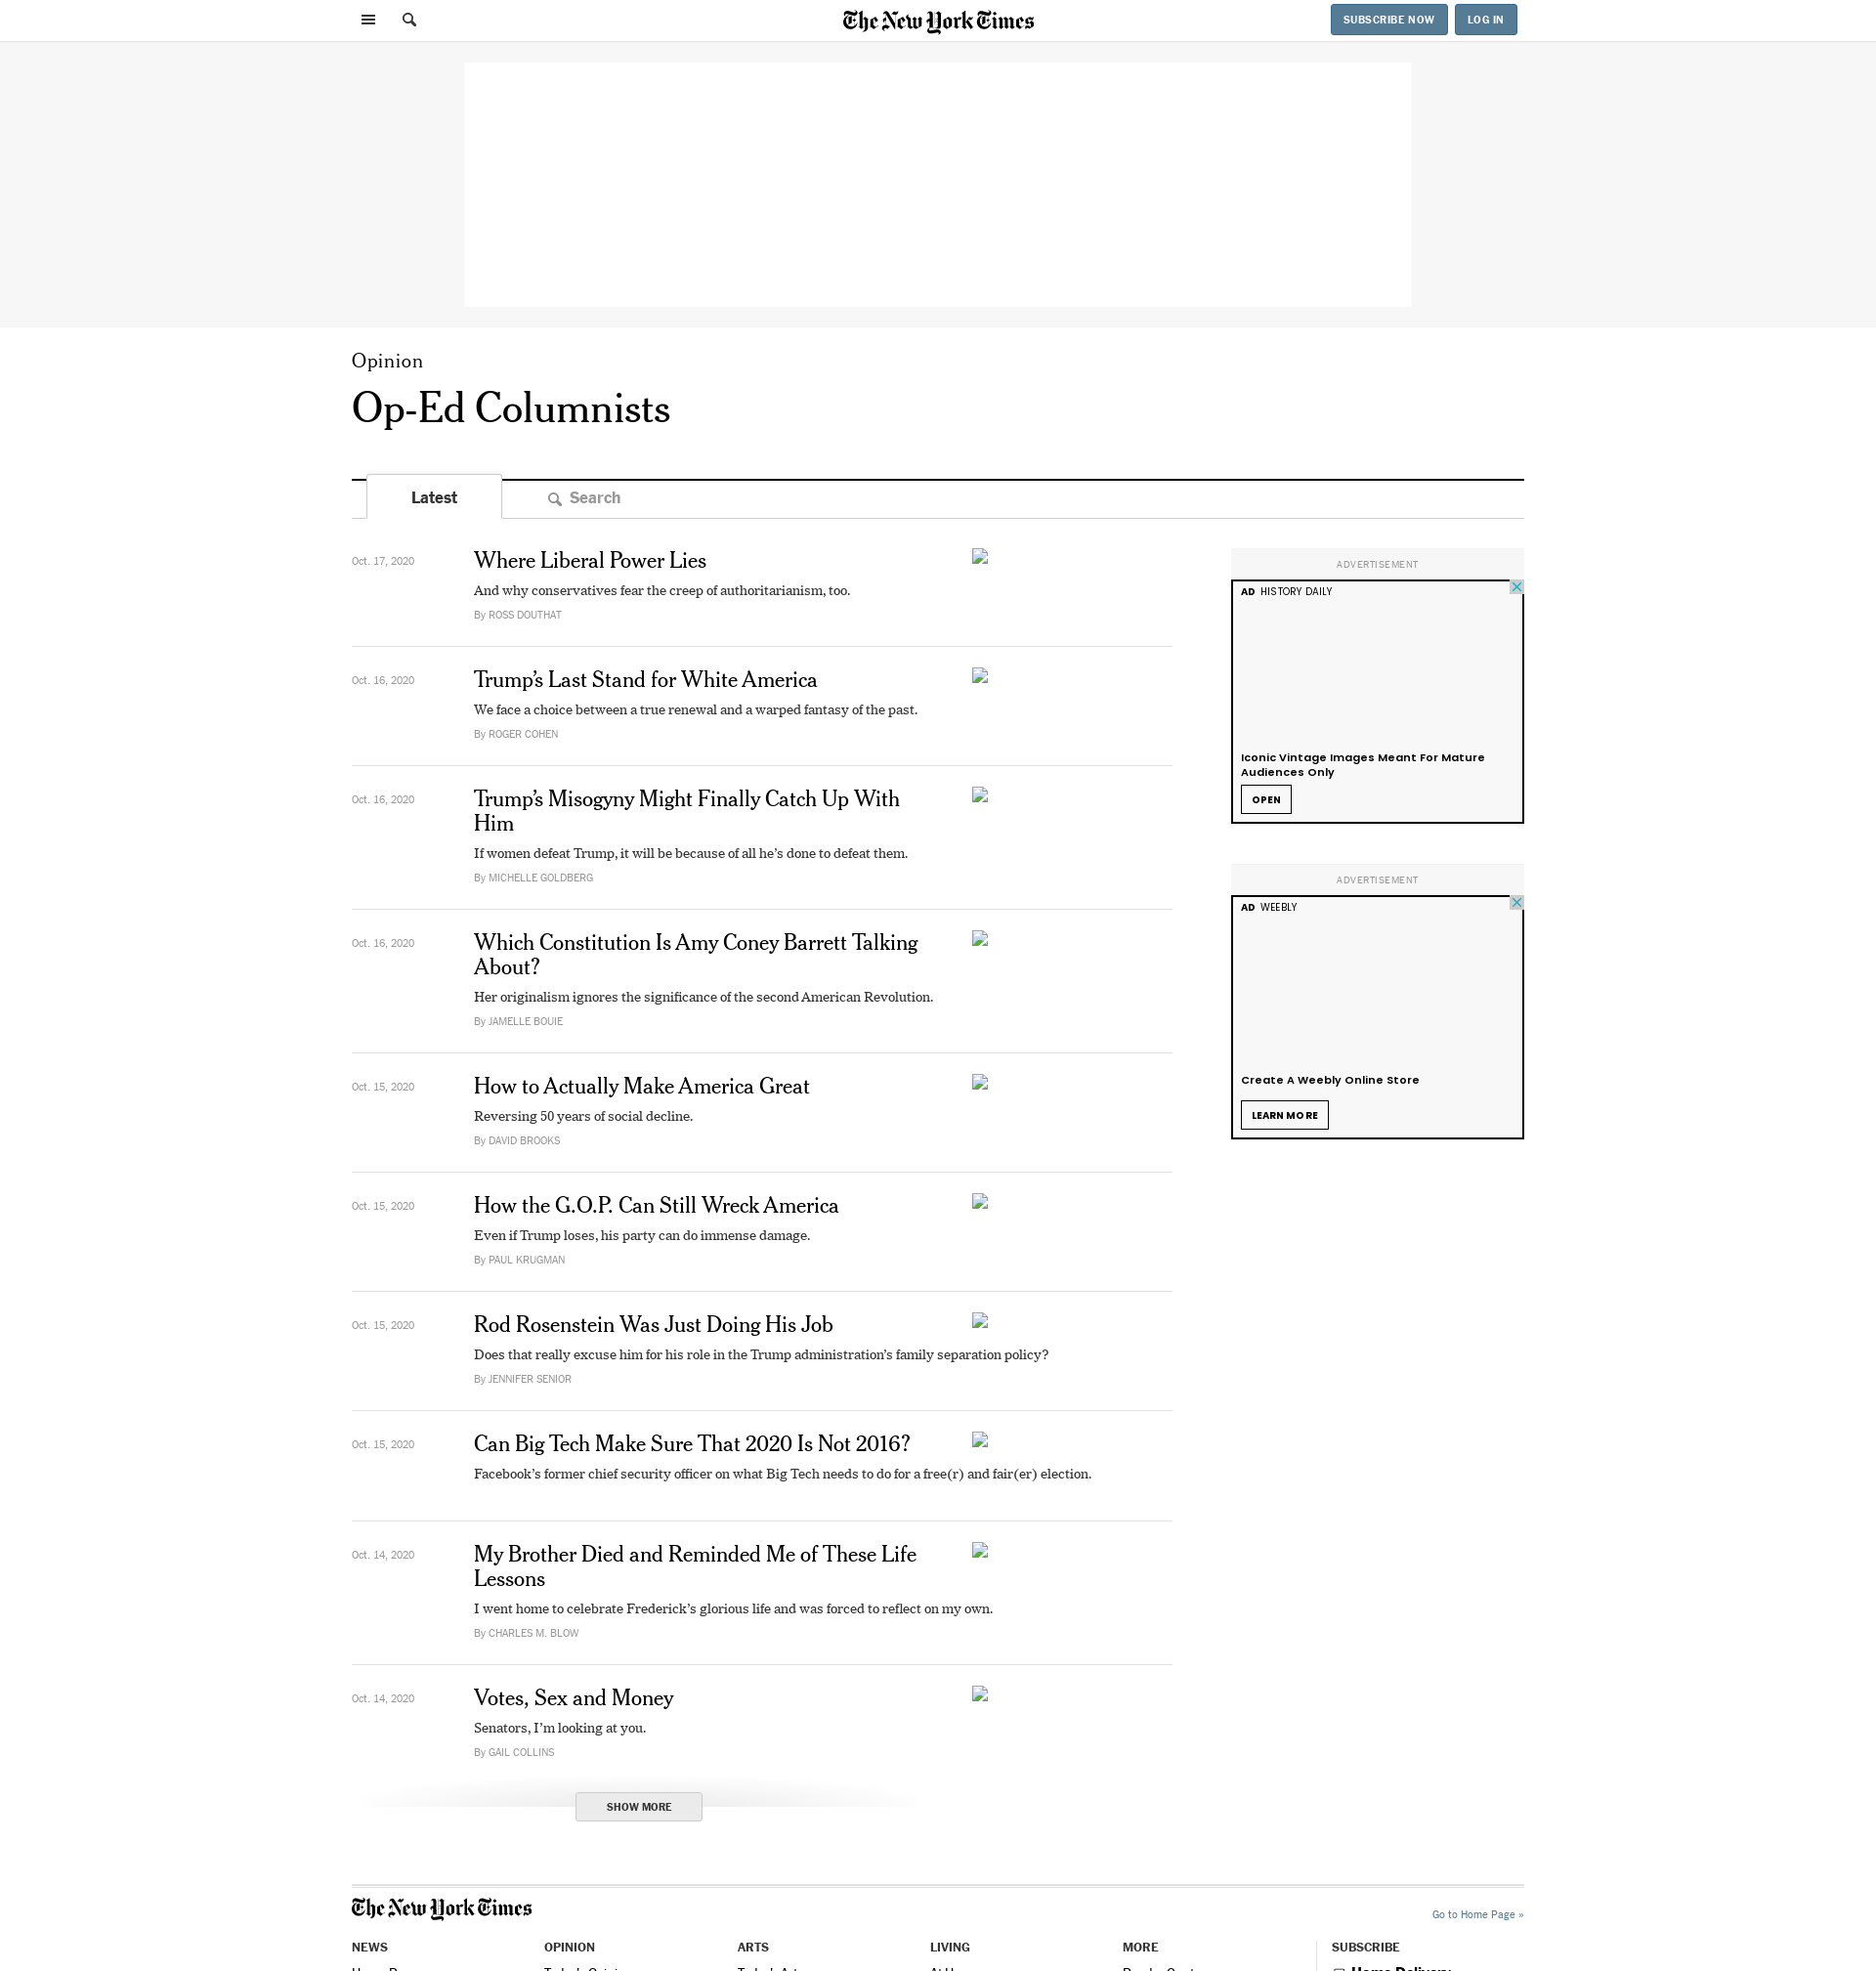 The New York Times
SUBSCRIBE NOW
LOG IN
Opinion
Op-Ed Columnists
Latest
Search
Oct. 17, 2020
Where Liberal Power Lies
And why conservatives fear the creep of authoritarianism, too.
By ROSS DOUTHAT
Oct. 16, 2020
Trump’s Last Stand for White America
We face a choice between a true renewal and a warped fantasy of the past.
By ROGER COHEN
Oct. 16, 2020
Trump’s Misogyny Might Finally Catch Up With
Him
If women defeat Trump, it will be because of all he’s done to defeat them.
By MICHELLE GOLDBERG
Oct. 16, 2020
Which Constitution Is Amy Coney Barrett Talking
About?
Her originalism ignores the significance of the second American Revolution.
By JAMELLE BOUIE
Oct. 15, 2020
How to Actually Make America Great
Reversing 50 years of social decline.
By DAVID BROOKS
Oct. 15, 2020
How the G.O.P. Can Still Wreck America
Even if Trump loses, his party can do immense damage.
By PAUL KRUGMAN
Oct. 15, 2020
Rod Rosenstein Was Just Doing His Job
Does that really excuse him for his role in the Trump administration’s family separation policy?
By JENNIFER SENIOR
Oct. 15, 2020
Can Big Tech Make Sure That 2020 Is Not 2016?
Facebook’s former chief security officer on what Big Tech needs to do for a free(r) and fair(er) election.
Oct. 14, 2020
My Brother Died and Reminded Me of These Life
Lessons
I went home to celebrate Frederick’s glorious life and was forced to reflect on my own.
By CHARLES M. BLOW
Oct. 14, 2020
Votes, Sex and Money
Senators, I’m looking at you.
By GAIL COLLINS
SHOW MORE
ADVERTISEMENT
AD HISTORY DAILY
Iconic Vintage Images Meant For Mature
Audiences Only
OPEN
ADVERTISEMENT
AD WEEBLY
Create A Weebly Online Store
LEARN MORE
The New York Times
Go to Home Page »
NEWS
OPINION
ARTS
LIVING
MORE
SUBSCRIBE
Home Delivery